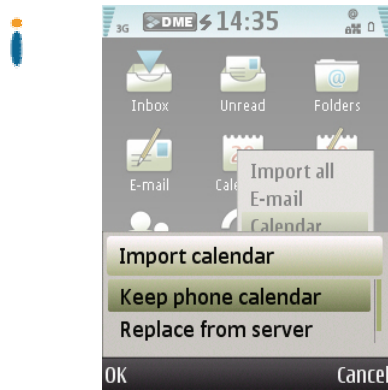 3G DME 14:35
Inbox Unread Folders
E-mail
Import all
E-mail
Calendar
Import calendar
Keep phone calendar
Replace from server
OK Cancel